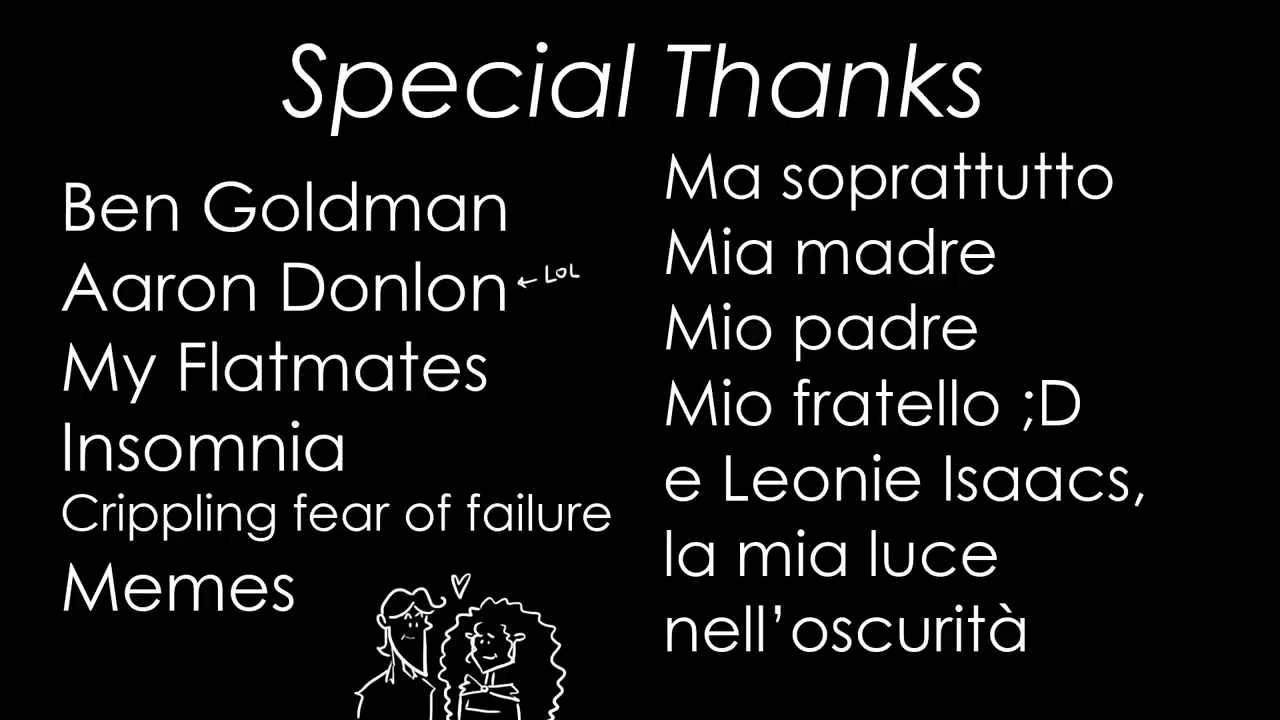 Special Thanks
Ben Goldman
Aaron Donlon ← LOL
My Flatmates
Insomnia
Crippling fear of failure
Memes
Ma soprattutto
Mia madre
Mio padre
Mio fratello ;D
e Leonie Isaacs,
la mia luce
nell’oscurità